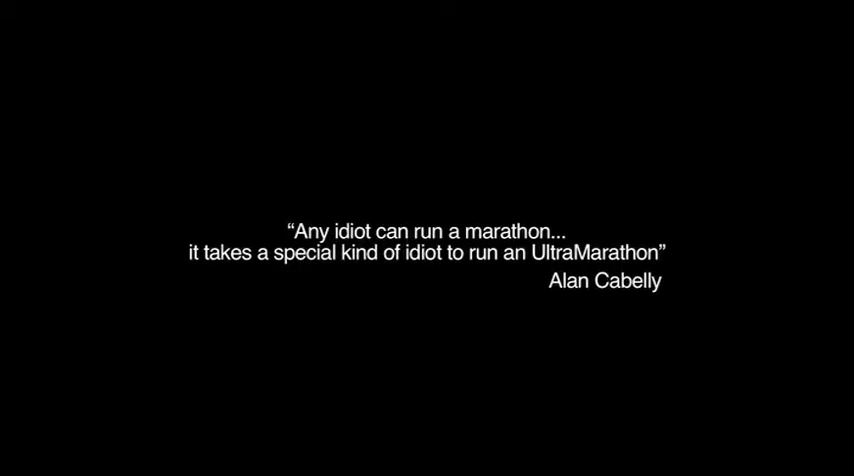 “Any idiot can run a marathon...
it takes a special kind of idiot to run an UltraMarathon”
Alan Cabelly